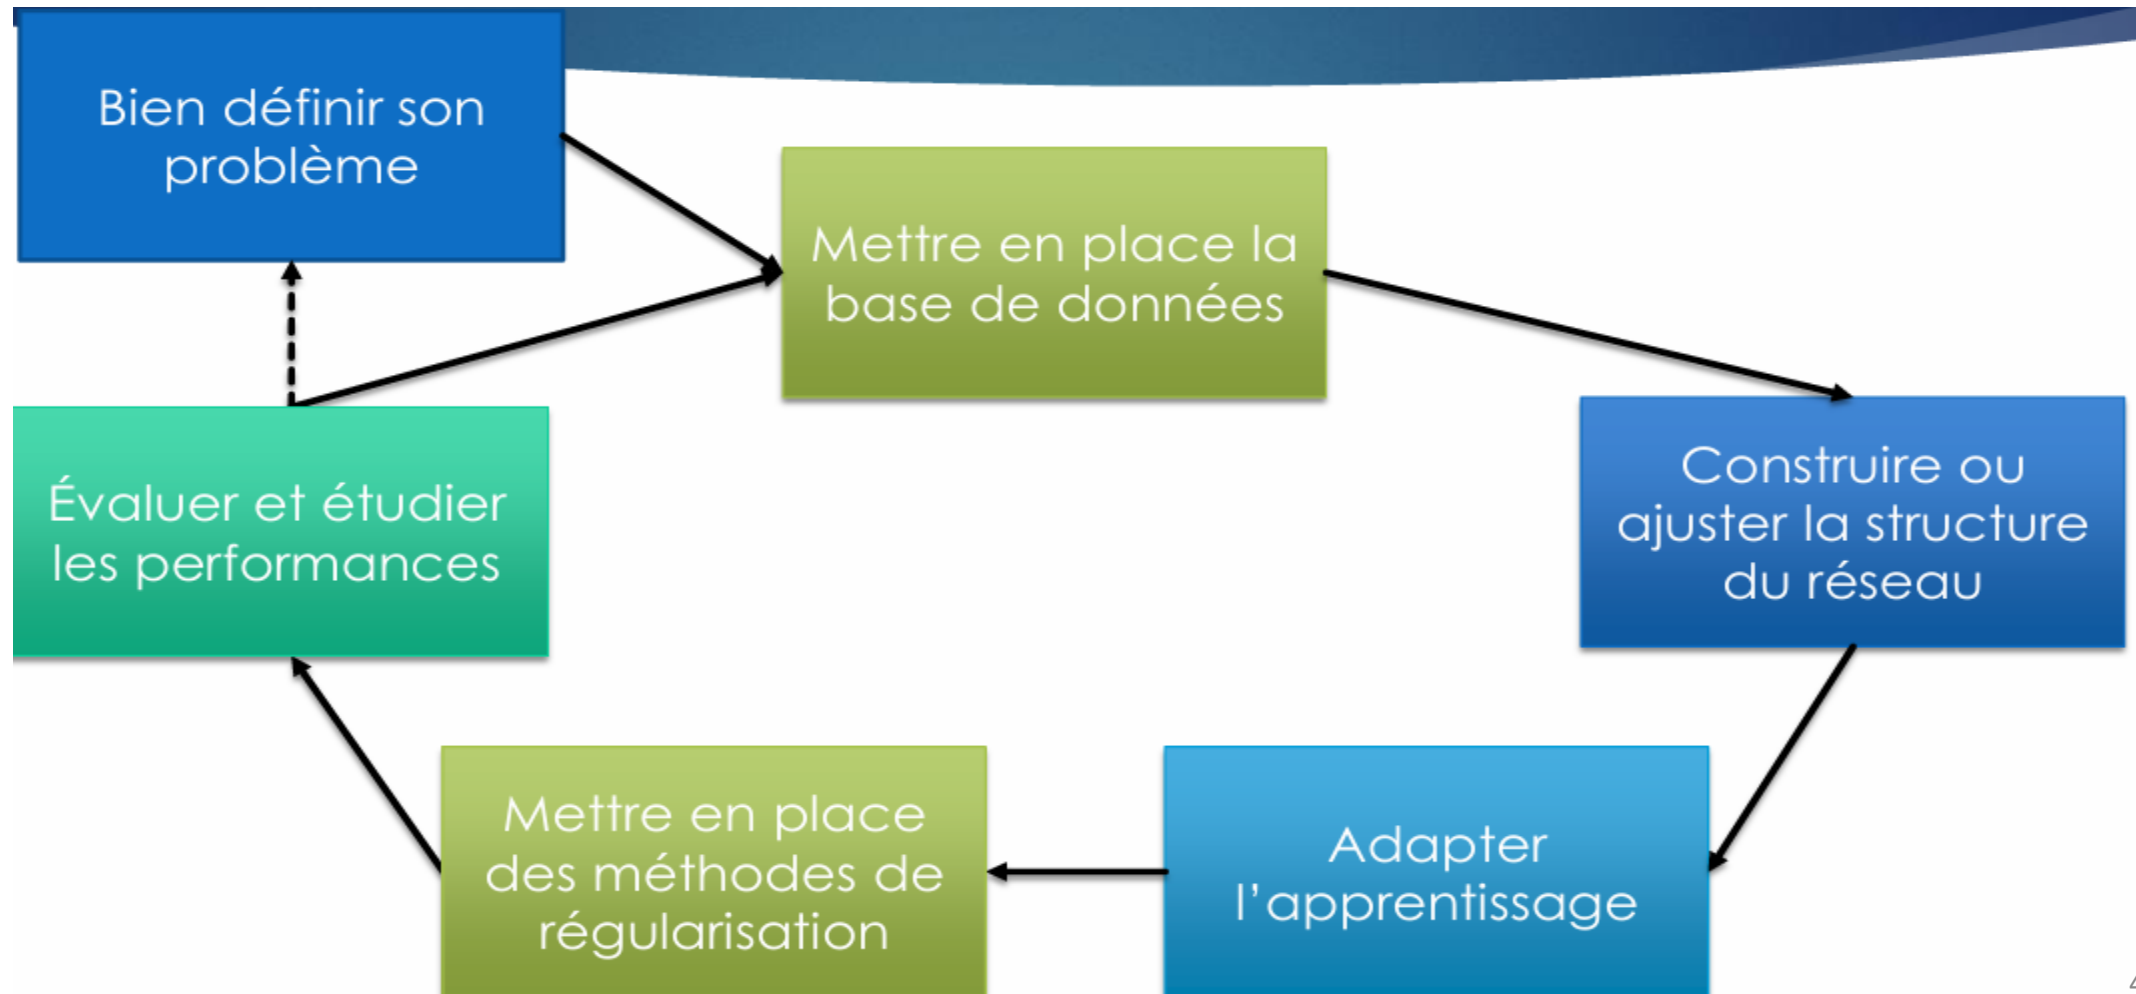 Bien définir son
problème
Mettre en place la
base de données
Construire ou
ajuster la structure
du réseau
Adapter
l’apprentissage
Mettre en place
des méthodes de
régularisation
Évaluer et étudier
les performances